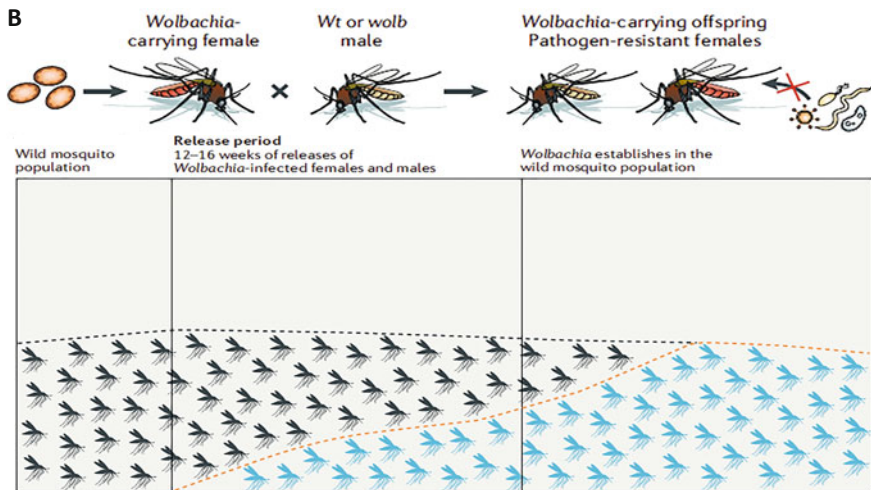 B
Wolbachia-
carrying female
Wt or wolb
male
Wolbachia-carrying offspring
Pathogen-resistant females
Wild mosquito
population
Release period
12–16 weeks of releases of
Wolbachia-infected females and males
Wolbachia establishes in the
wild mosquito population